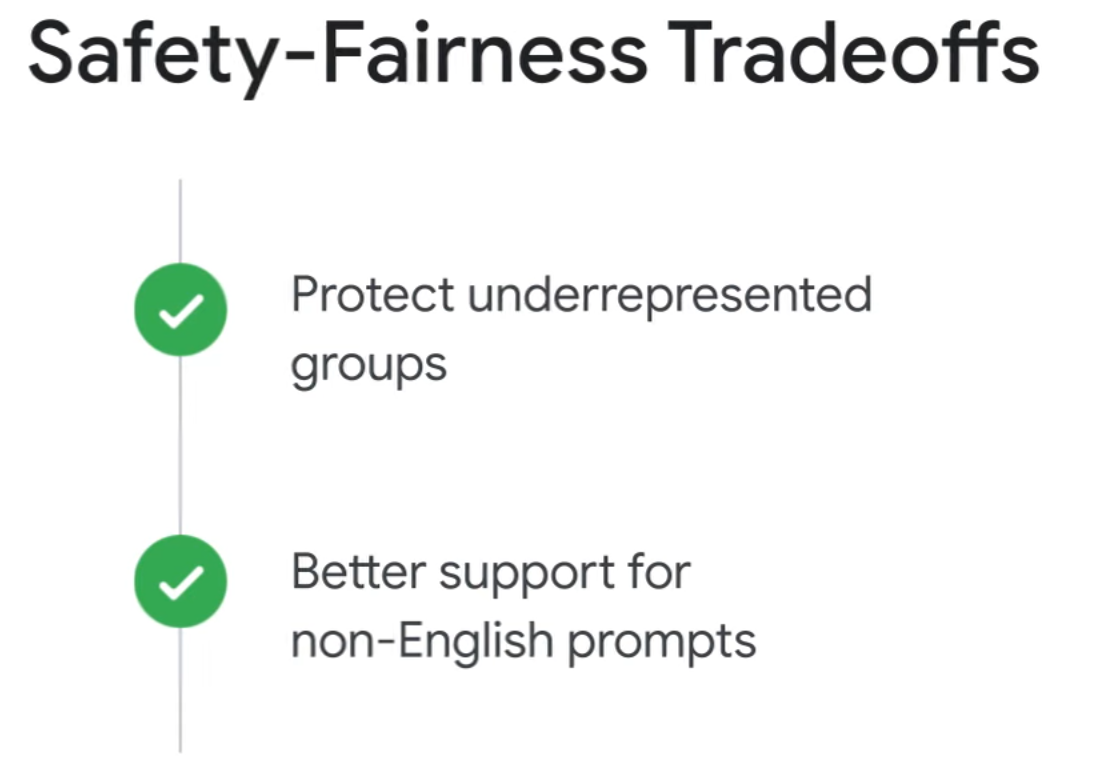 Safety-Fairness Tradeoffs
Protect underrepresented
groups
Better support for
non-English prompts